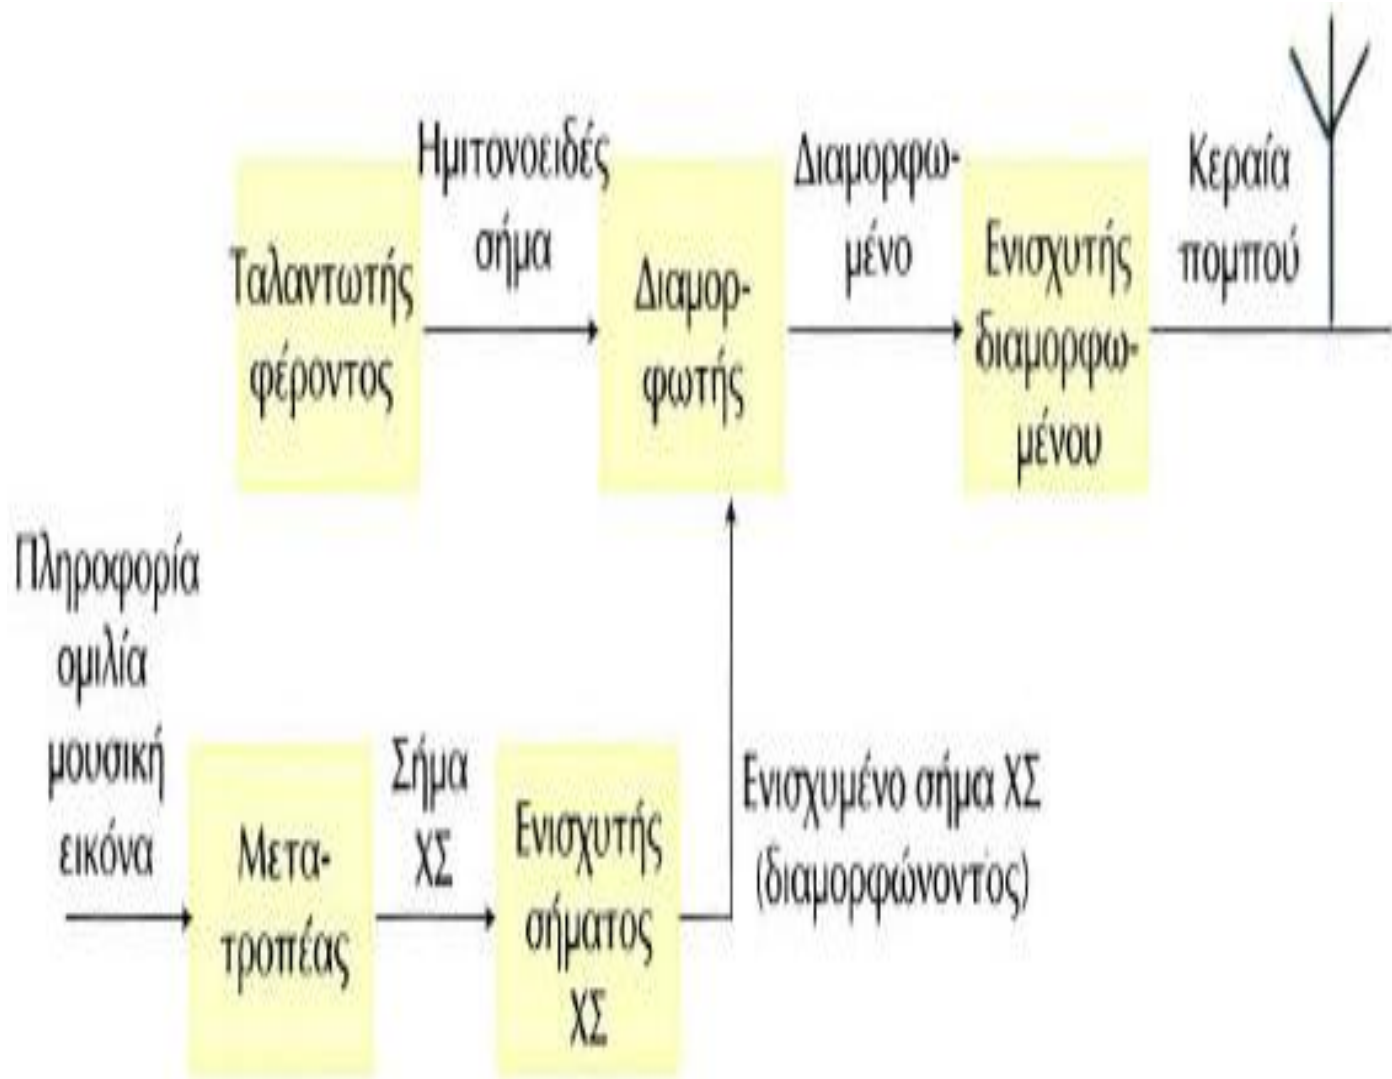 Ταλαντωτής
φέροντος
Ημιτονοειδές
σήμα
Διαμορ-
φωτής
Διαμορφω-
μένο
Ενισχυτής
διαμορφω-
μένου
Κεραία
πομπού
Πληροφορία
ομιλία
μουσική
εικόνα
Μετα-
τροπέας
Σήμα
ΧΣ
Ενισχυτής
σήματος
ΧΣ
Ενισχυμένο σήμα ΧΣ
(διαμορφώνοντος)